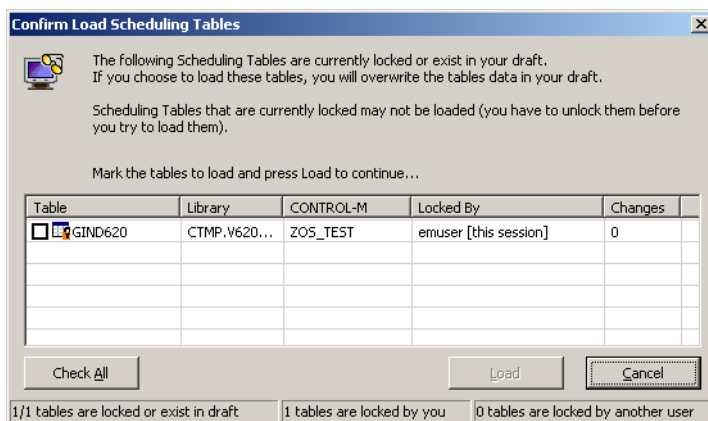 Confirm Load Scheduling Tables
The following Scheduling Tables are currently locked or exist in your draft.
If you choose to load these tables, you will overwrite the tables data in your draft.
Scheduling Tables that are currently locked may not be loaded (you have to unlock them before
you try to load them).
Mark the tables to load and press Load to continue...
Table Library CONTROL-M Locked By Changes
GIND620 CTMP.V620... ZOS_TEST emuser [this session] 0
Check All Load Cancel
1/1 tables are locked or exist in draft 1 tables are locked by you 0 tables are locked by another user